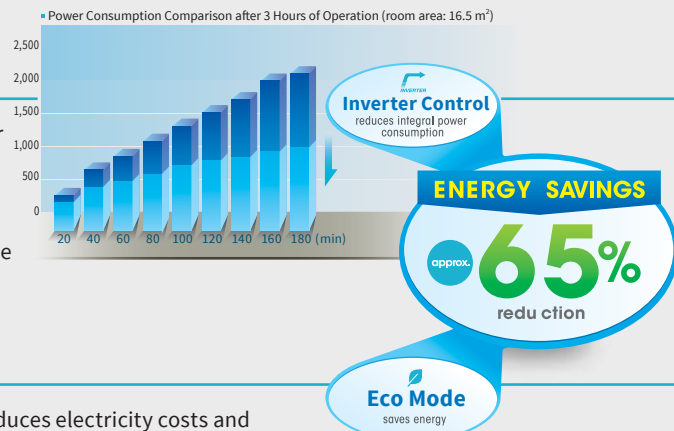 Power Consumption Comparison after 3 Hours of Operation (room area: 16.5 m²)
2,500
2,000
1,500
1,000
500
0
20 40 60 80 100 120 140 160 180 (min)
INVERTER
Inverter Control
reduces integral power
consumption
ENERGY SAVINGS
approx.
65%
redu ction
Eco Mode
saves energy
duces electricity costs and